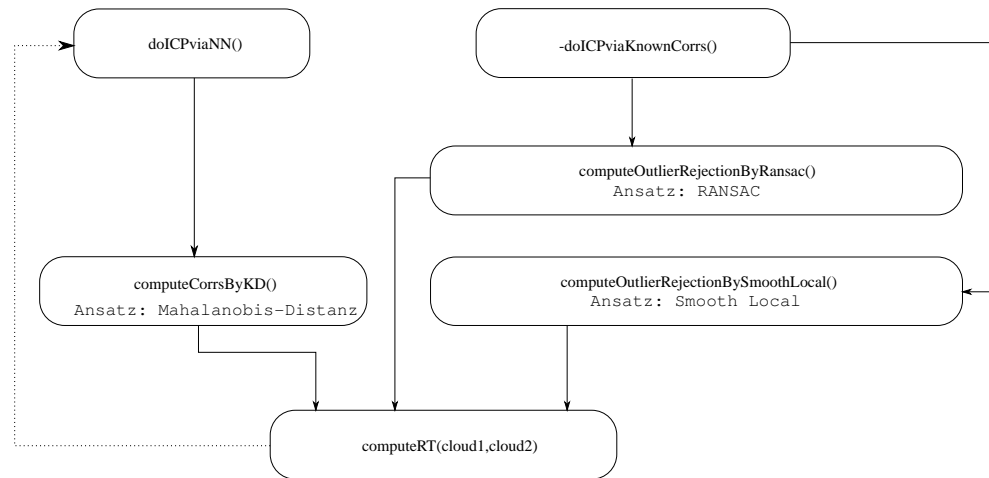 doICPviaNN()
-doICPviaKnownCorrs()
computeOutlierRejectionByRansac()
Ansatz: RANSAC
computeCorrsByKD()
Ansatz: Mahalanobis-Distanz
computeOutlierRejectionBySmoothLocal()
Ansatz: Smooth Local
computeRT(cloud1,cloud2)